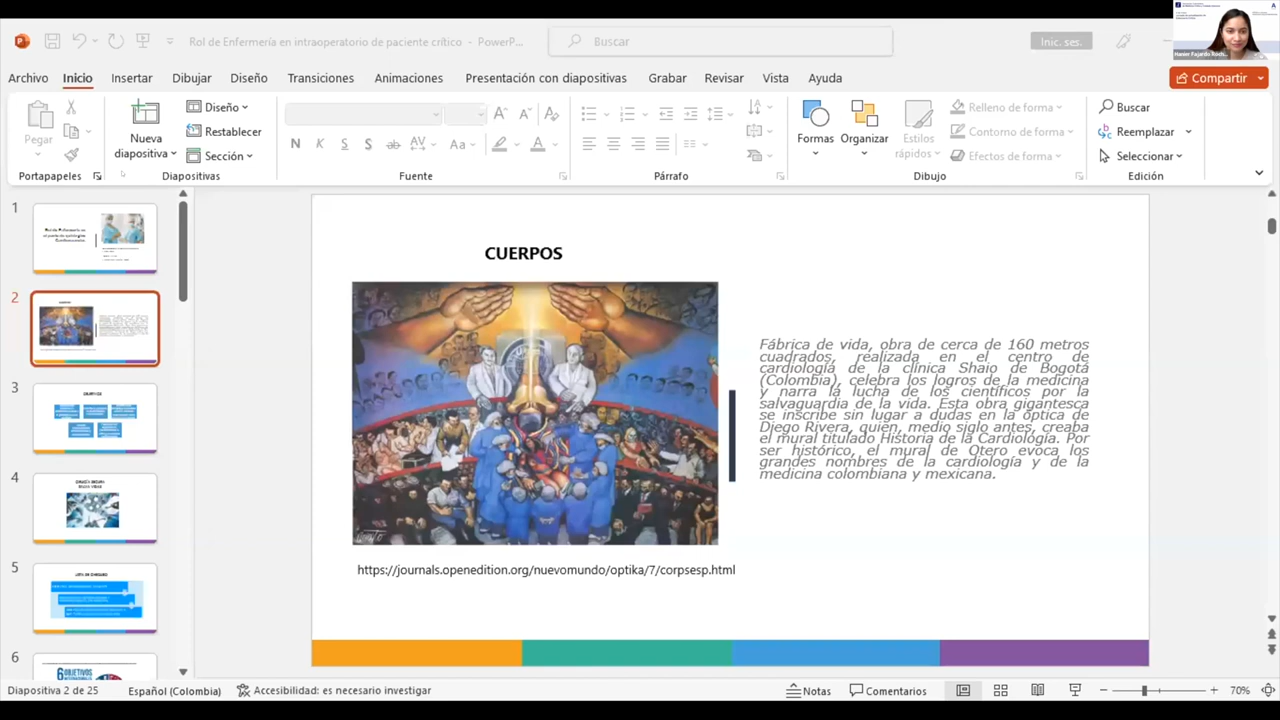 Rol de Enfermería en intraoperatorio del paciente crítico - PowerP...
Buscar
Inic. ses.
Archivo
Inicio
Insertar
Dibujar
Diseño
Transiciones
Animaciones
Presentación con diapositivas
Grabar
Revisar
Vista
Ayuda
Compartir
Pegar
Portapapeles
Nueva
diapositiva
Diseño
Restablecer
Sección
Diapositivas
Fuente
Párrafo
Formas
Organizar
Estilos
rápidos
Relleno de forma
Contorno de forma
Efectos de forma
Dibujo
Buscar
Reemplazar
Seleccionar
Edición
1
2
3
4
5
6
CUERPOS
Fábrica de vida, obra de cerca de 160 metros
cuadrados, realizada en el centro de
cardiología de la clínica Shaio de Bogotá
(Colombia), celebra los logros de la medicina
y narra la lucha de los científicos por la
salvaguardia de la vida. Esta obra gigantesca
se inscribe sin lugar a dudas en la óptica de
Diego Rivera, quien, medio siglo antes, creaba
el mural titulado Historia de la Cardiología. Por
ser histórico, el mural de Otero evoca los
grandes nombres de la cardiología y de la
medicina colombiana y mexicana.
https://journals.openedition.org/nuevomundo/optika/7/corpsesp.html
Diapositiva 2 de 25
Español (Colombia)
Accesibilidad: es necesario investigar
Notas
Comentarios
70%